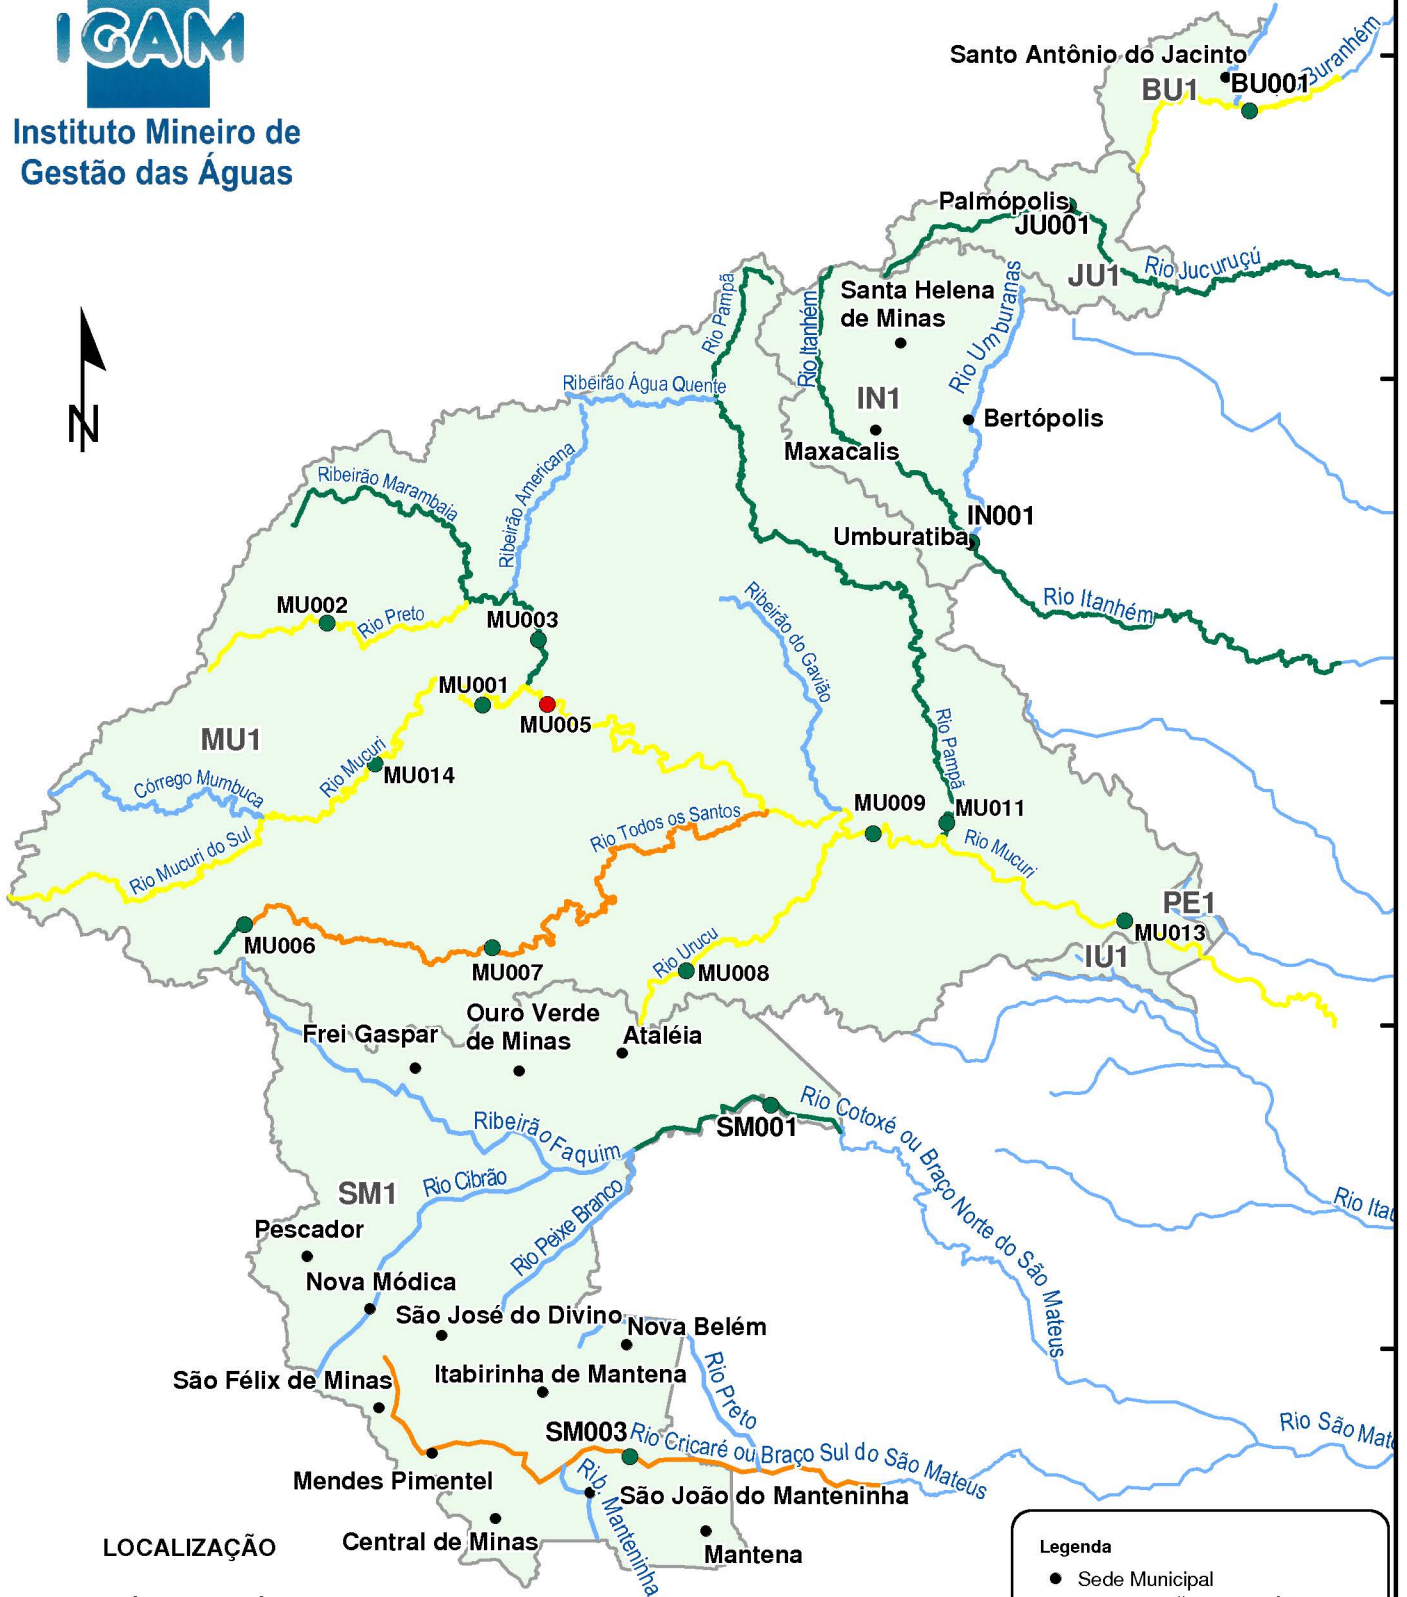 IGAM
Instituto Mineiro de
Gestão das Águas
N
Santo Antônio do Jacinto
BU1
BU001
Buranhém
Palmópolis
JU001
JU1
Rio Jucuruçú
Rio Pampã
Rio Itanhém
Santa Helena
de Minas
Rio Umburanas
Ribeirão Água Quente
IN1
Bertópolis
Maxacalis
Ribeirão Marambaia
Ribeirão Americana
IN001
Umburatiba
Rio Itanhém
MU002
Rio Preto
MU003
Ribeirão do Gavião
MU001
MU005
MU1
Rio Mucuri
MU014
Rio Pampã
Córrego Mumbuca
Rio Todos os Santos
MU009
MU011
Rio Mucuri do Sul
Rio Mucuri
PE1
MU013
MU006
MU007
Rio Urucu
MU008
IU1
Ouro Verde
de Minas
Frei Gaspar
Ataléia
Rio Cotoxé ou Braço Norte do São Mateus
SM001
Ribeirão Faquim
Rio Cibrão
SM1
Rio Peixe Branco
Rio Itau
Pescador
Nova Módica
São José do Divino
Nova Belém
Rio Preto
São Félix de Minas
Itabirinha de Mantena
SM003
Rio Cricaré ou Braço Sul do São Mateus
Rio São Mat
Mendes Pimentel
Rib. Manteninha
São João do Manteninha
Central de Minas
Mantena
LOCALIZAÇÃO
Legenda
Sede Municipal